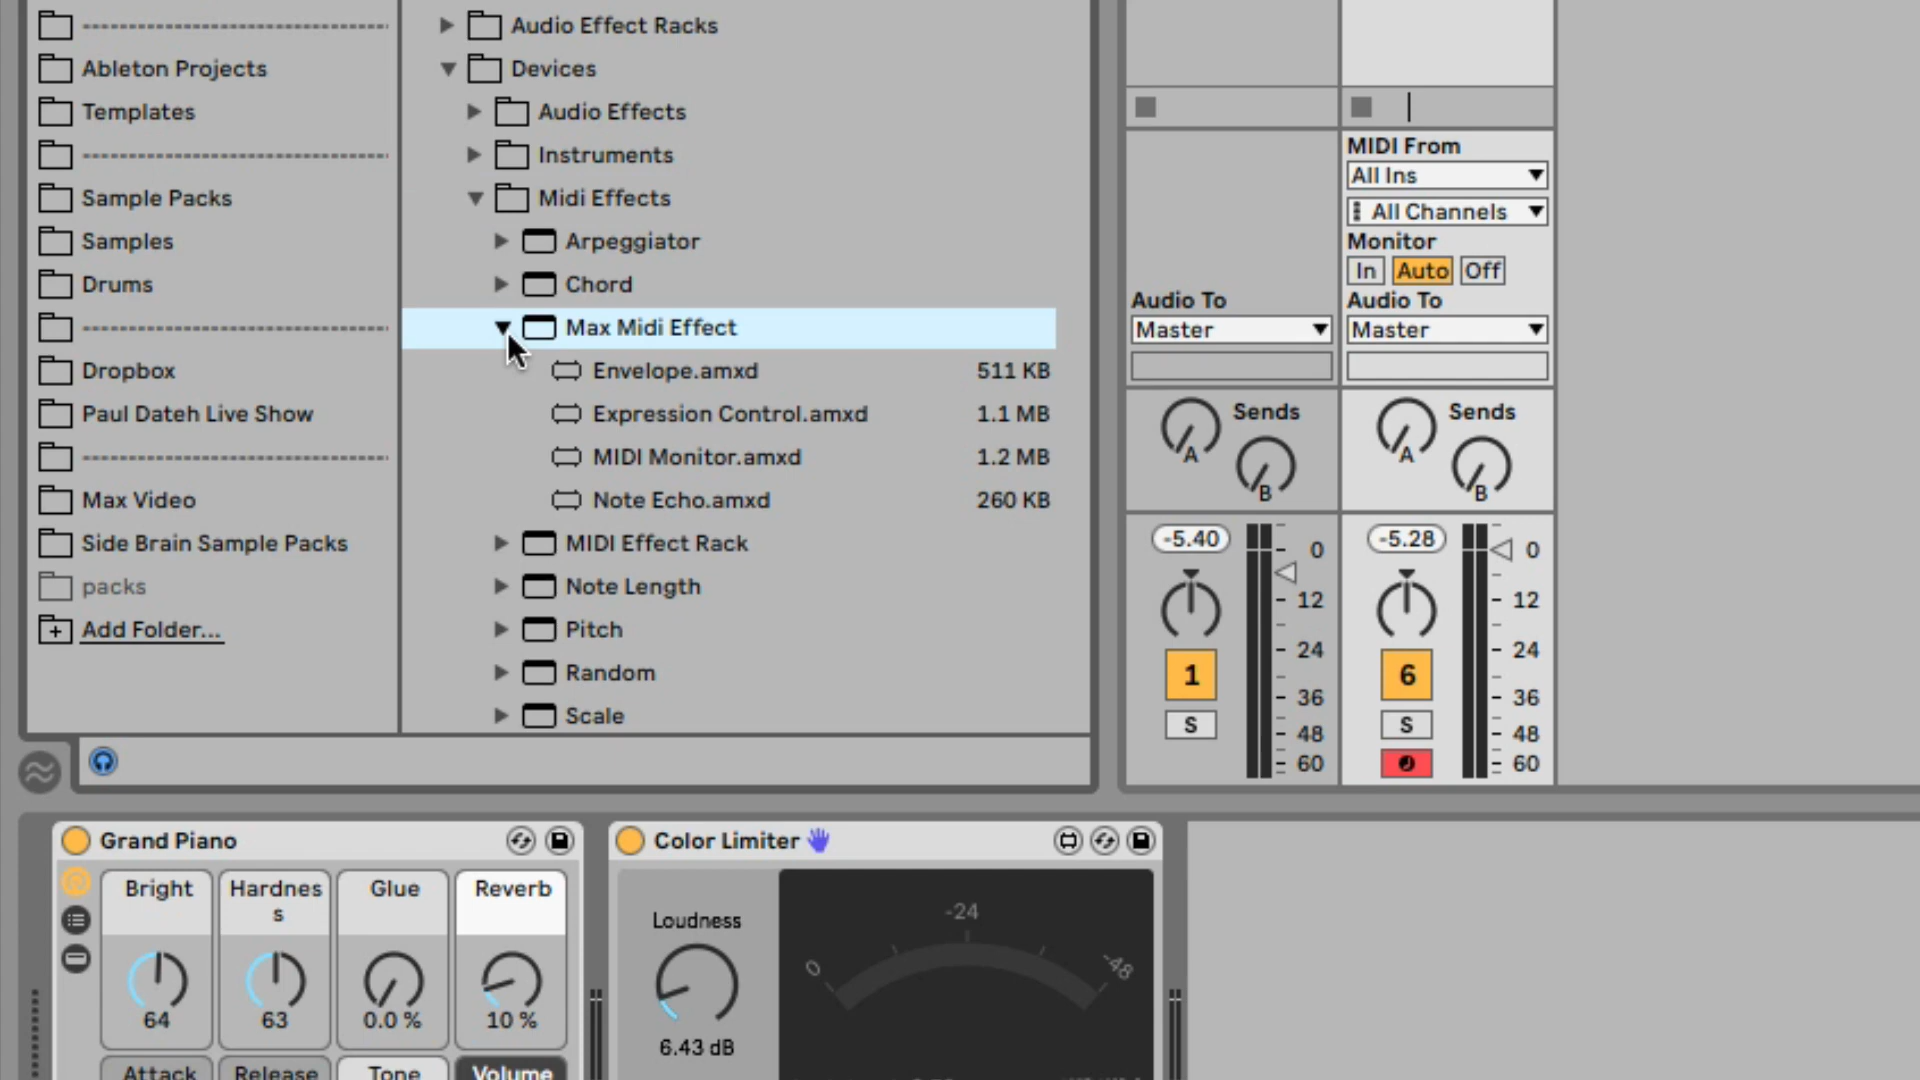 Ableton Projects
Templates
Sample Packs
Samples
Drums
Dropbox
Paul Dateh Live Show
Max Video
Side Brain Sample Packs
packs
Add Folder...
Audio Effect Racks
Devices
Audio Effects
Instruments
Midi Effects
Arpeggiator
Chord
Max Midi Effect
Envelope.amxd 511 KB
Expression Control.amxd 1.1 MB
MIDI Monitor.amxd 1.2 MB
Note Echo.amxd 260 KB
MIDI Effect Rack
Note Length
Pitch
Random
Scale
Audio To
Master
Sends
A
B
-5.40
0
12
24
36
48
60
1
S
MIDI From
All Ins
All Channels
Monitor
In Auto Off
Audio To
Master
Sends
A
B
-5.28
0
12
24
36
48
60
6
S
Grand Piano
Bright Hardnes Glue Reverb
s
64 63 0.0 % 10 %
Attack Release Tone Volume
Color Limiter
Loudness
6.43 dB
0 -24 -48